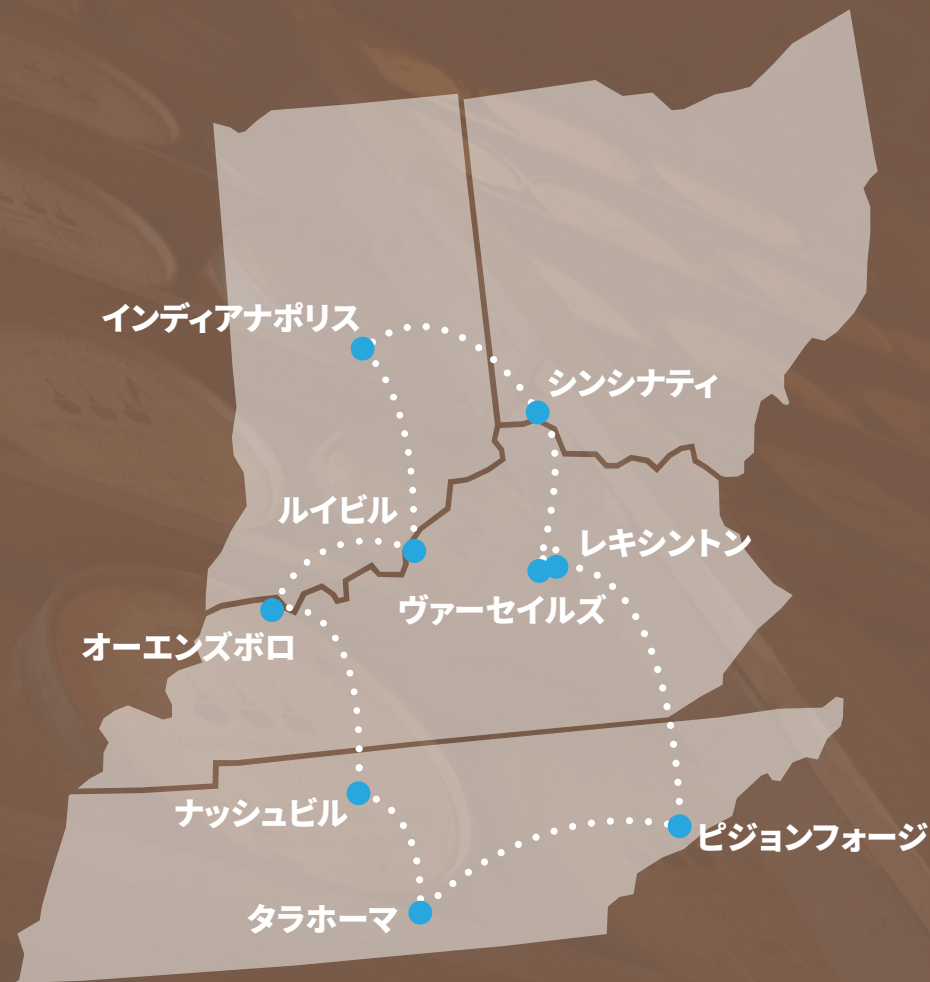 インディアナポリス
シンシナティ
ルイビル
レキシントン
ヴァーセイルズ
オーエンズボロ
ナッシュビル
ピジョンフォージ
タラホーマ